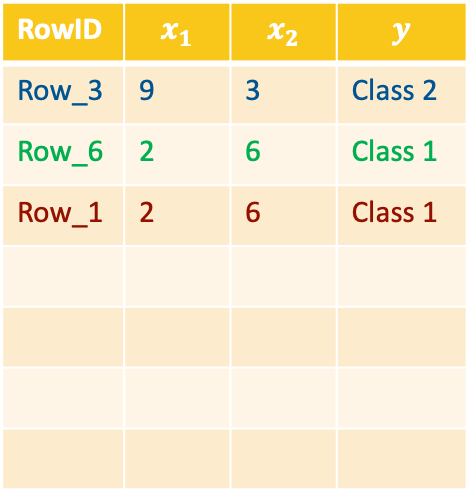 RowID x₁ x₂ y
Row_3 9 3 Class 2
Row_6 2 6 Class 1
Row_1 2 6 Class 1